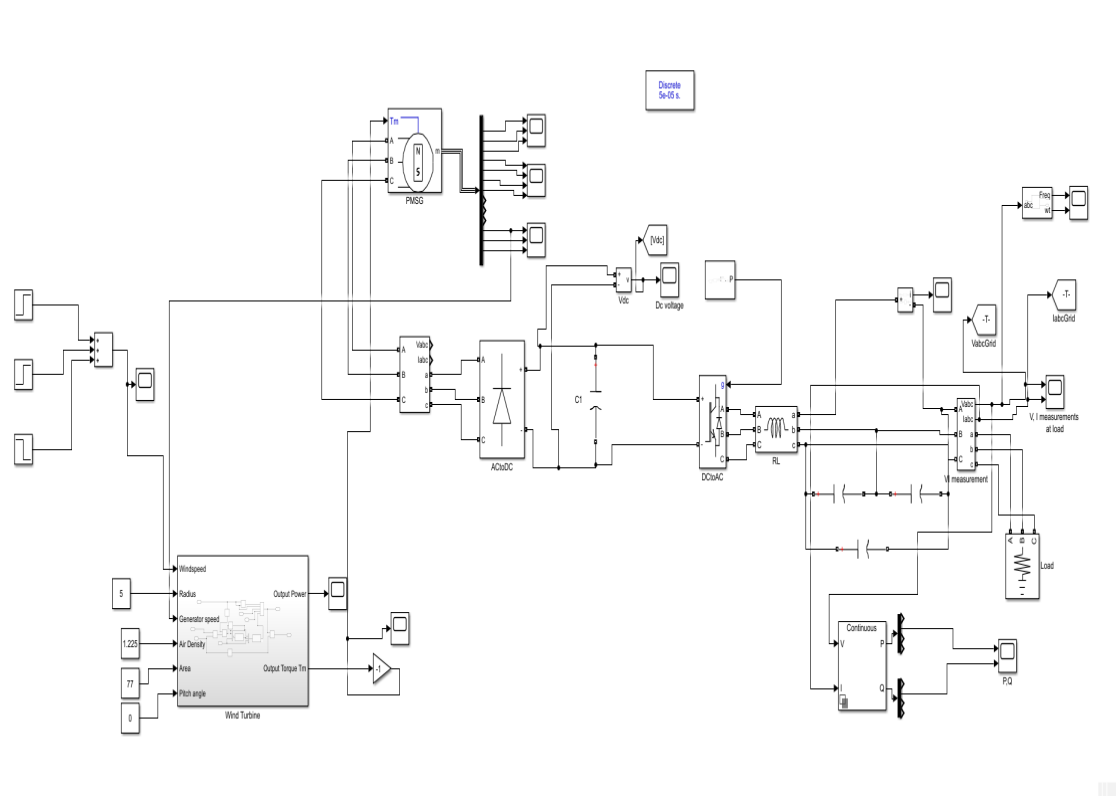 Discrete
5e-05 s.
Tm
A
B
C
N
S
m
PMSG
[Vdc]
+
-
v
Vdc
Dc voltage
P
abc
Freq
wt
-T-
IabcGrid
-T-
VabcGrid
+
i
-
+
+
+
A
B
C
Vabc
Iabc
a
b
c
A
B
C
+
-
ACtoDC
C1
g
+
-
A
B
C
DCtoAC
A
B
C
a
b
c
RL
A
B
C
Vabc
Iabc
a
b
c
VI measurement
V, I measurements
at load
A
B
C
Load
Windspeed
Radius
Generator speed
Air Density
Area
Pitch angle
Output Power
Output Torque Tm
Wind Turbine
5
1.225
77
0
-1
Continuous
V
I
P
Q
P,Q